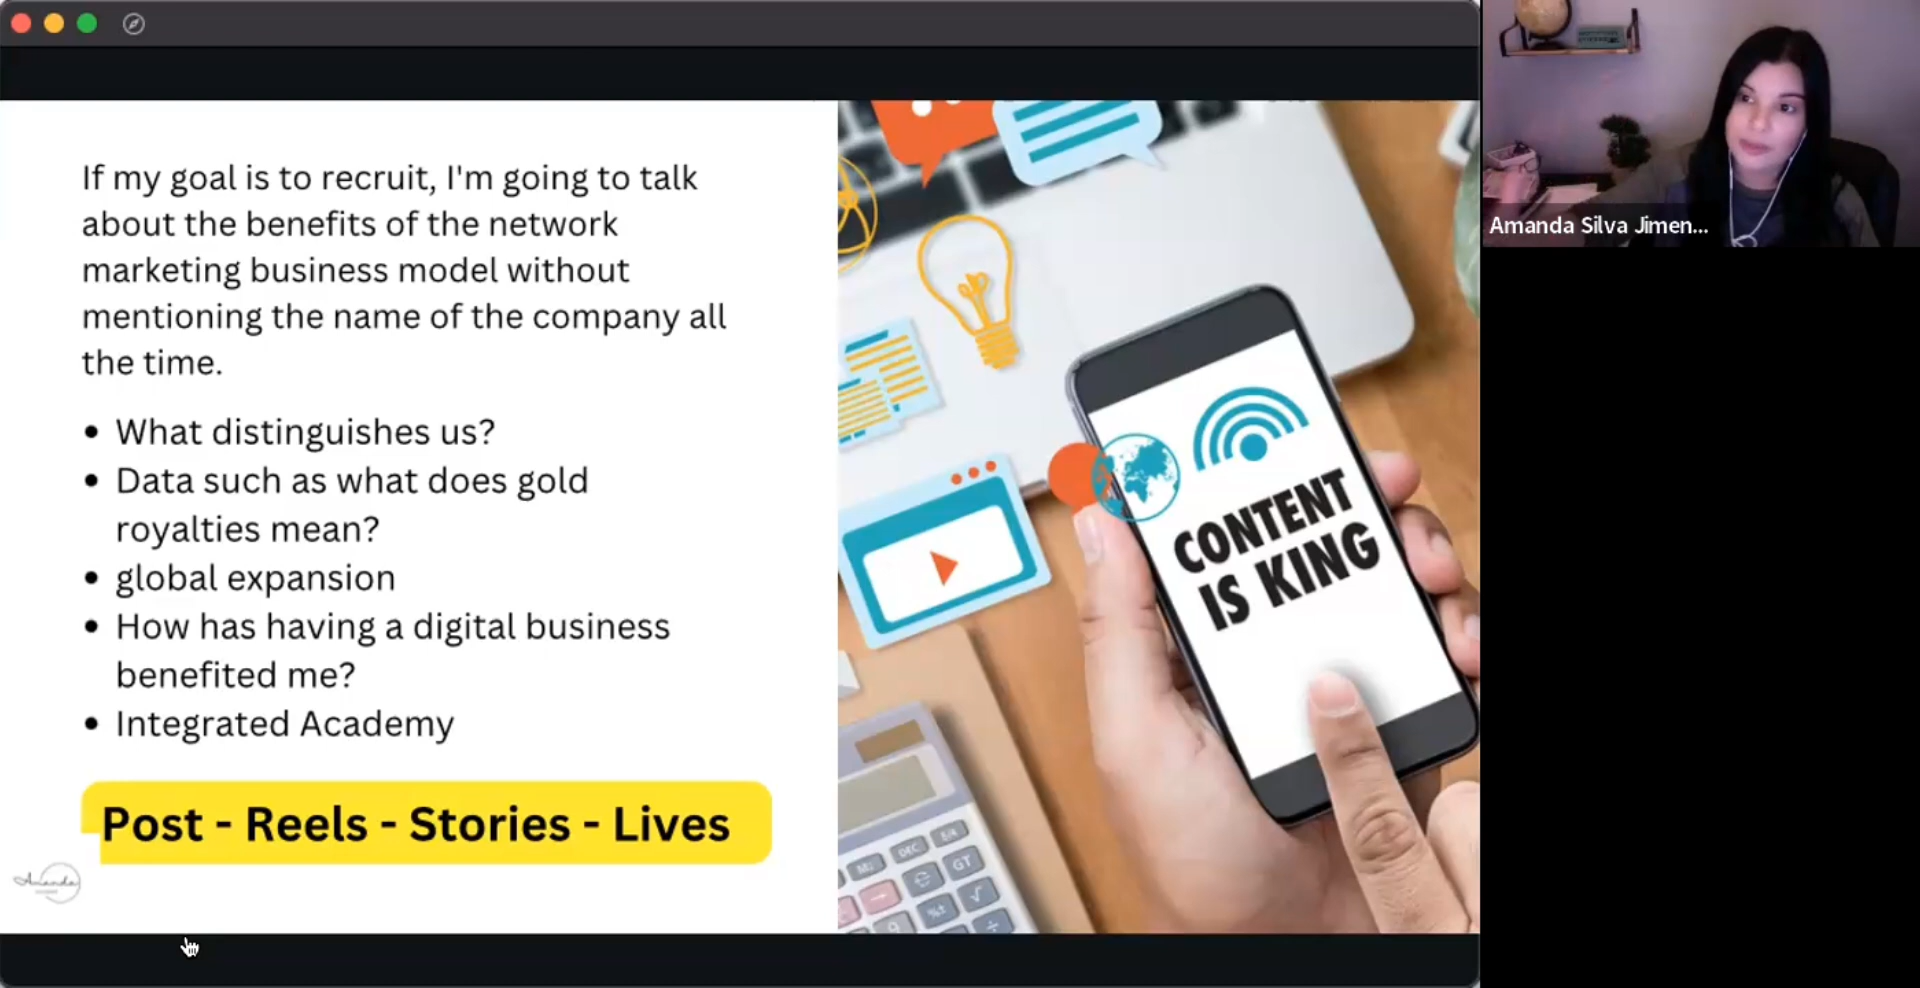 If my goal is to recruit, I'm going to talk
about the benefits of the network
marketing business model without
mentioning the name of the company all
the time.
• What distinguishes us?
• Data such as what does gold
royalties mean?
• global expansion
• How has having a digital business
benefited me?
• Integrated Academy
Post - Reels - Stories - Lives
Amanda
CONTENT
IS KING
DEC
GT
√
%±
÷
Amanda Silva Jimen...